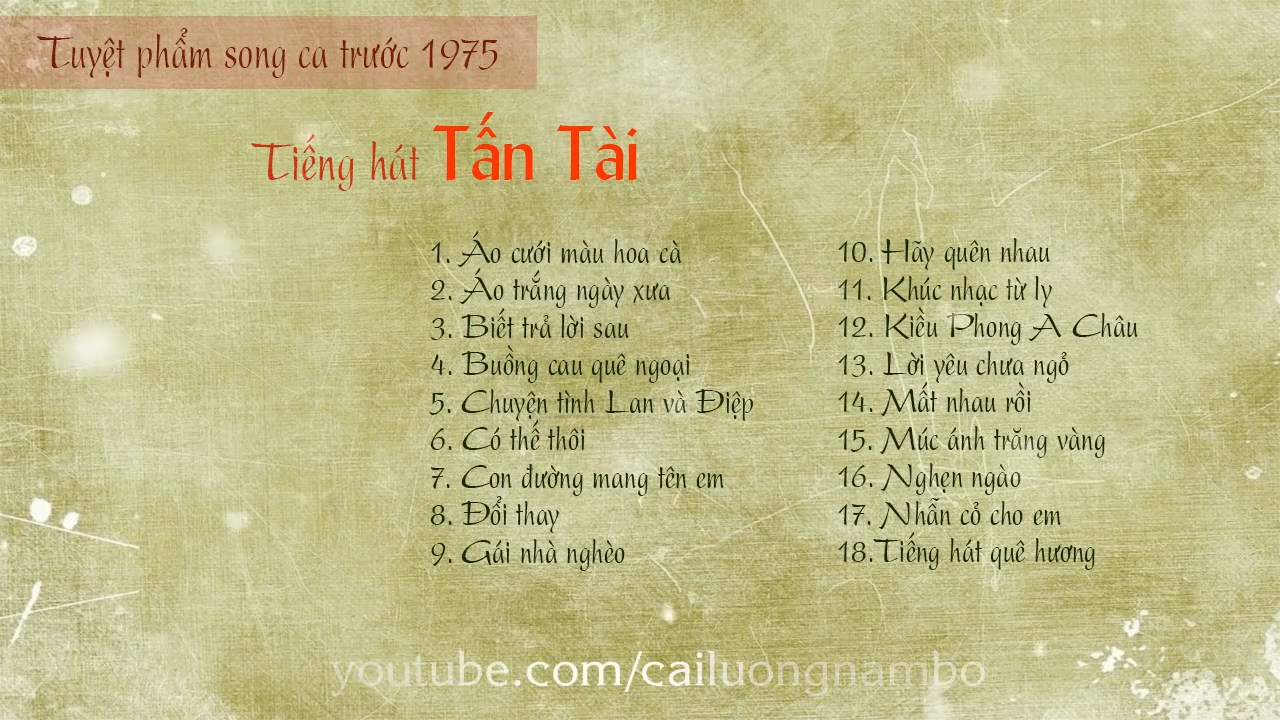 Tuyệt phẩm song ca trước 1975
Tiếng hát Tấn Tài
1. Áo cưới màu hoa cà
2. Áo trắng ngày xưa
3. Biết trả lời sau
4. Buồng cau quê ngoại
5. Chuyện tình Lan và Điệp
6. Có thế thôi
7. Con đường mang tên em
8. Đổi thay
9. Gái nhà nghèo
10. Hãy quên nhau
11. Khúc nhạc từ ly
12. Kiều Phong A Châu
13. Lời yêu chưa ngỏ
14. Mất nhau rồi
15. Múc ánh trăng vàng
16. Nghẹn ngào
17. Nhẫn cỏ cho em
18.Tiếng hát quê hương
youtube.com/cailuongnambo